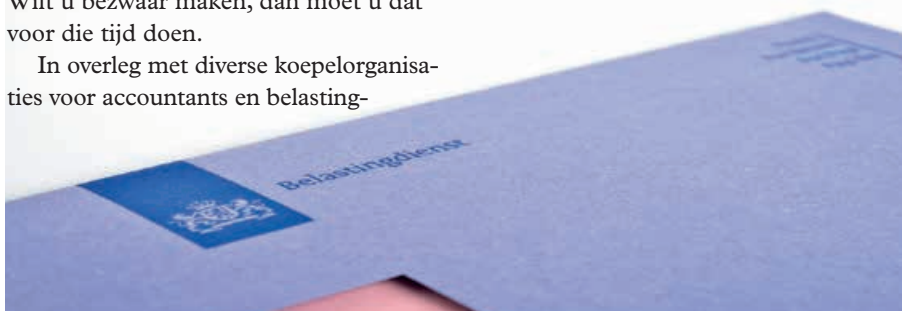 Wilt u bezwaar maken, dan moet u dat
voor die tijd doen.
In overleg met diverse koepelorganisa-
ties voor accountants en belasting-
Belastingdienst